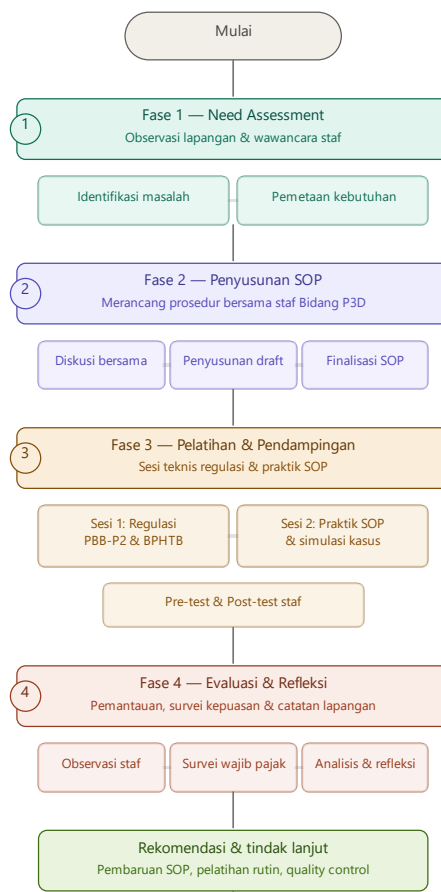 Mulai
Fase 1 — Need Assessment
1
Observasi lapangan & wawancara staf
Identifikasi masalah
Pemetaan kebutuhan
Fase 2 — Penyusunan SOP
2
Merancang prosedur bersama staf Bidang P3D
Diskusi bersama
Penyusunan draft
Finalisasi SOP
Fase 3 — Pelatihan & Pendampingan
3
Sesi teknis regulasi & praktik SOP
Sesi 1: Regulasi
PBB-P2 & BPHTB
Sesi 2: Praktik SOP
& simulasi kasus
Pre-test & Post-test staf
Fase 4 — Evaluasi & Refleksi
4
Pemantauan, survei kepuasan & catatan lapangan
Observasi staf
Survei wajib pajak
Analisis & refleksi
Rekomendasi & tindak lanjut
Pembaruan SOP, pelatihan rutin, quality control